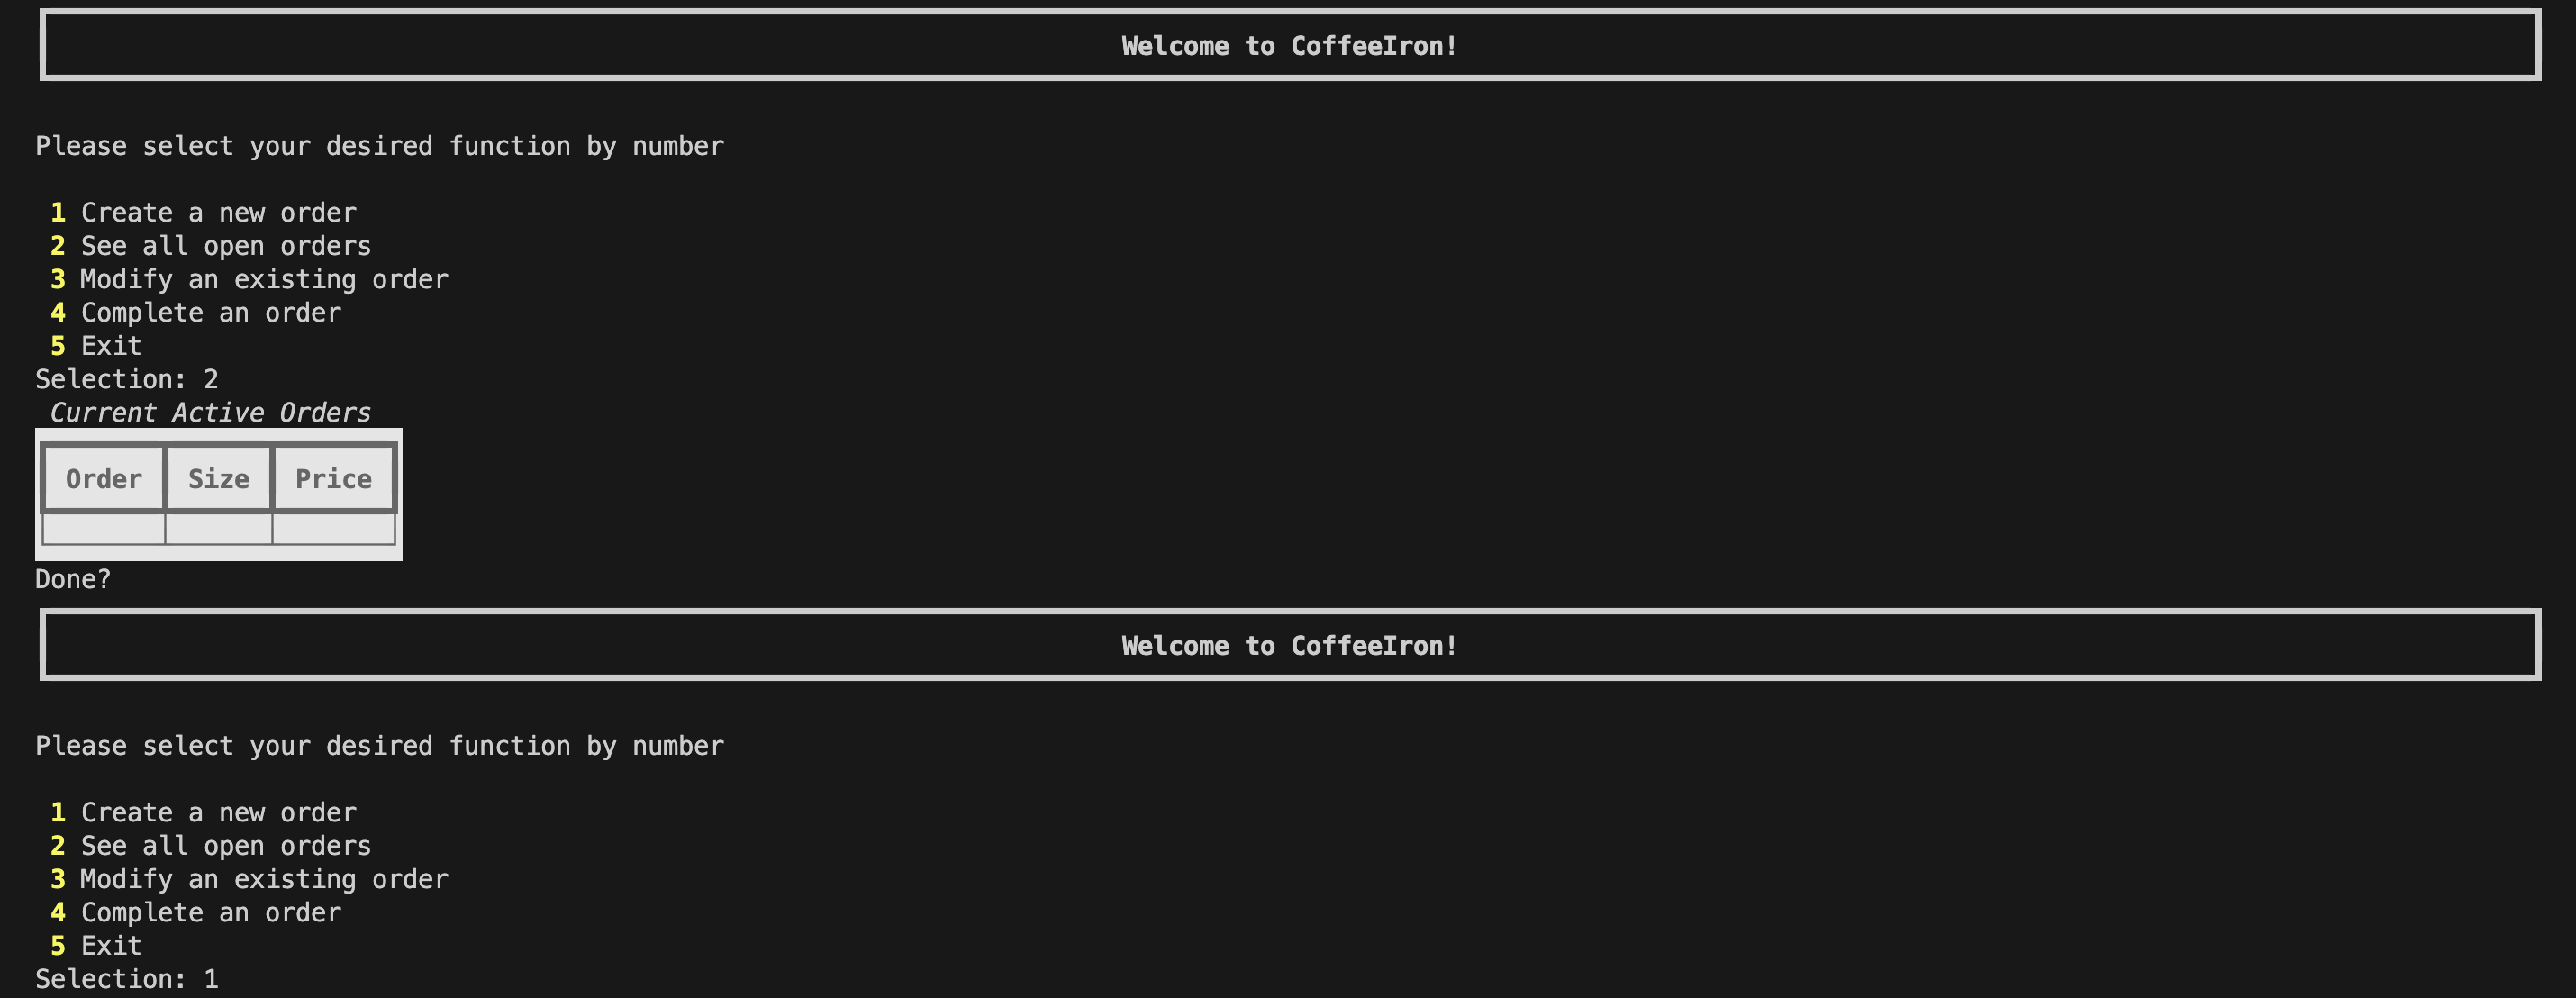 Welcome to CoffeeIron!
Please select your desired function by number
1 Create a new order
2 See all open orders
3 Modify an existing order
4 Complete an order
5 Exit
Selection: 2
Current Active Orders
Order Size Price
Done?
Welcome to CoffeeIron!
Please select your desired function by number
1 Create a new order
2 See all open orders
3 Modify an existing order
4 Complete an order
5 Exit
Selection: 1